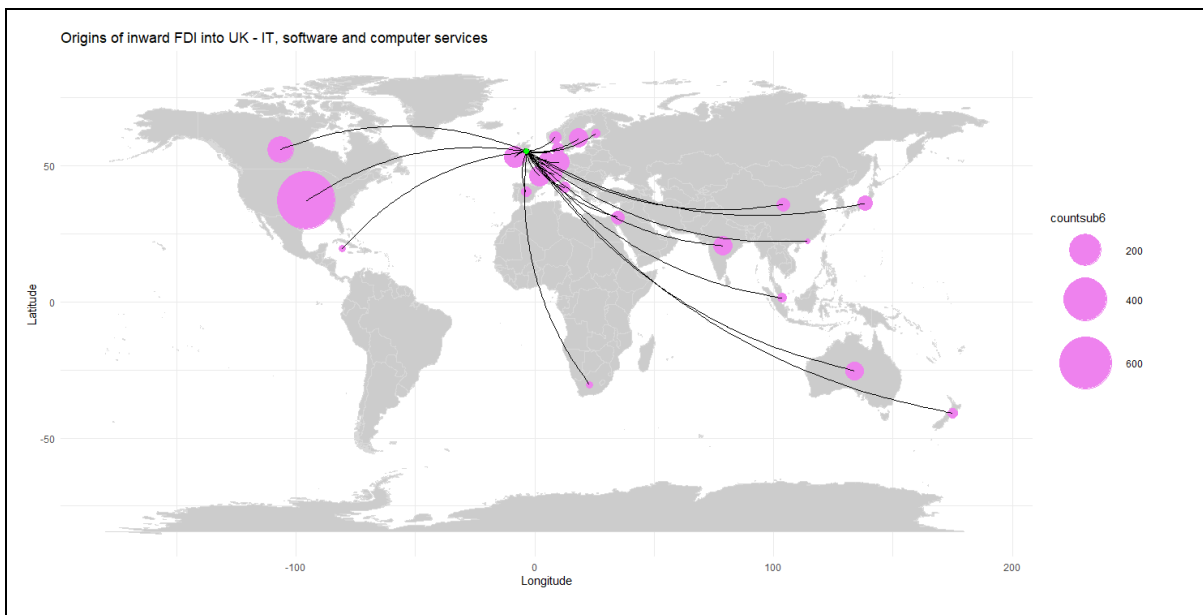 Origins of inward FDI into UK - IT, software and computer services
50
0
-50
Latitude
-100
0
100
200
Longitude
countsub6
200
400
600